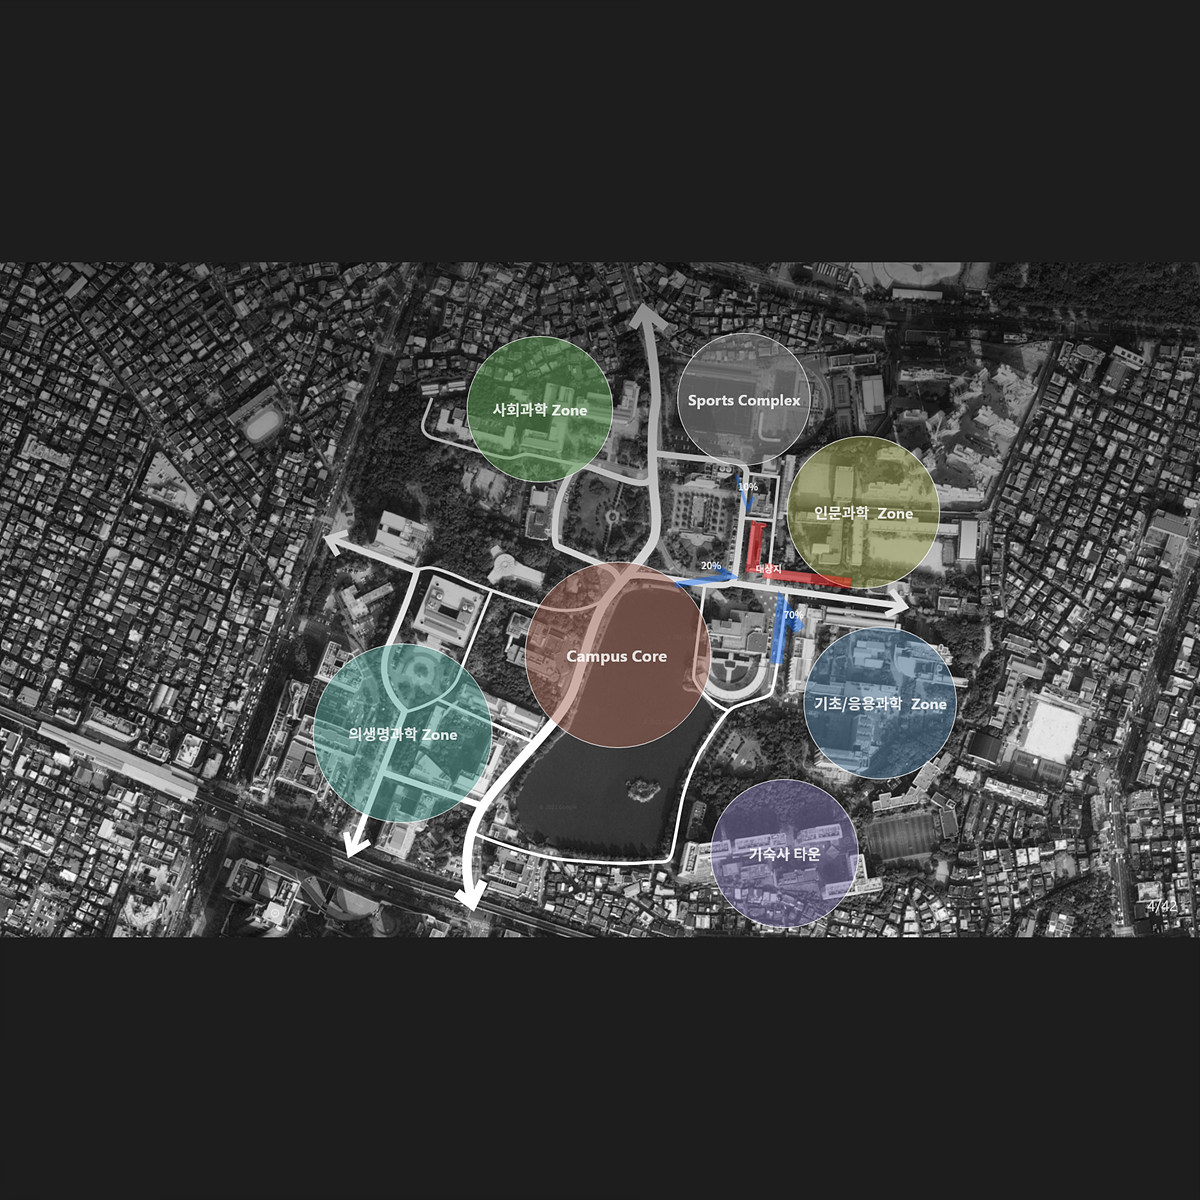 사회과학 Zone
Sports Complex
10%
인문과학 Zone
20%
대상지
70%
Campus Core
기초/응용과학 Zone
의생명과학 Zone
기숙사 타운
4/42